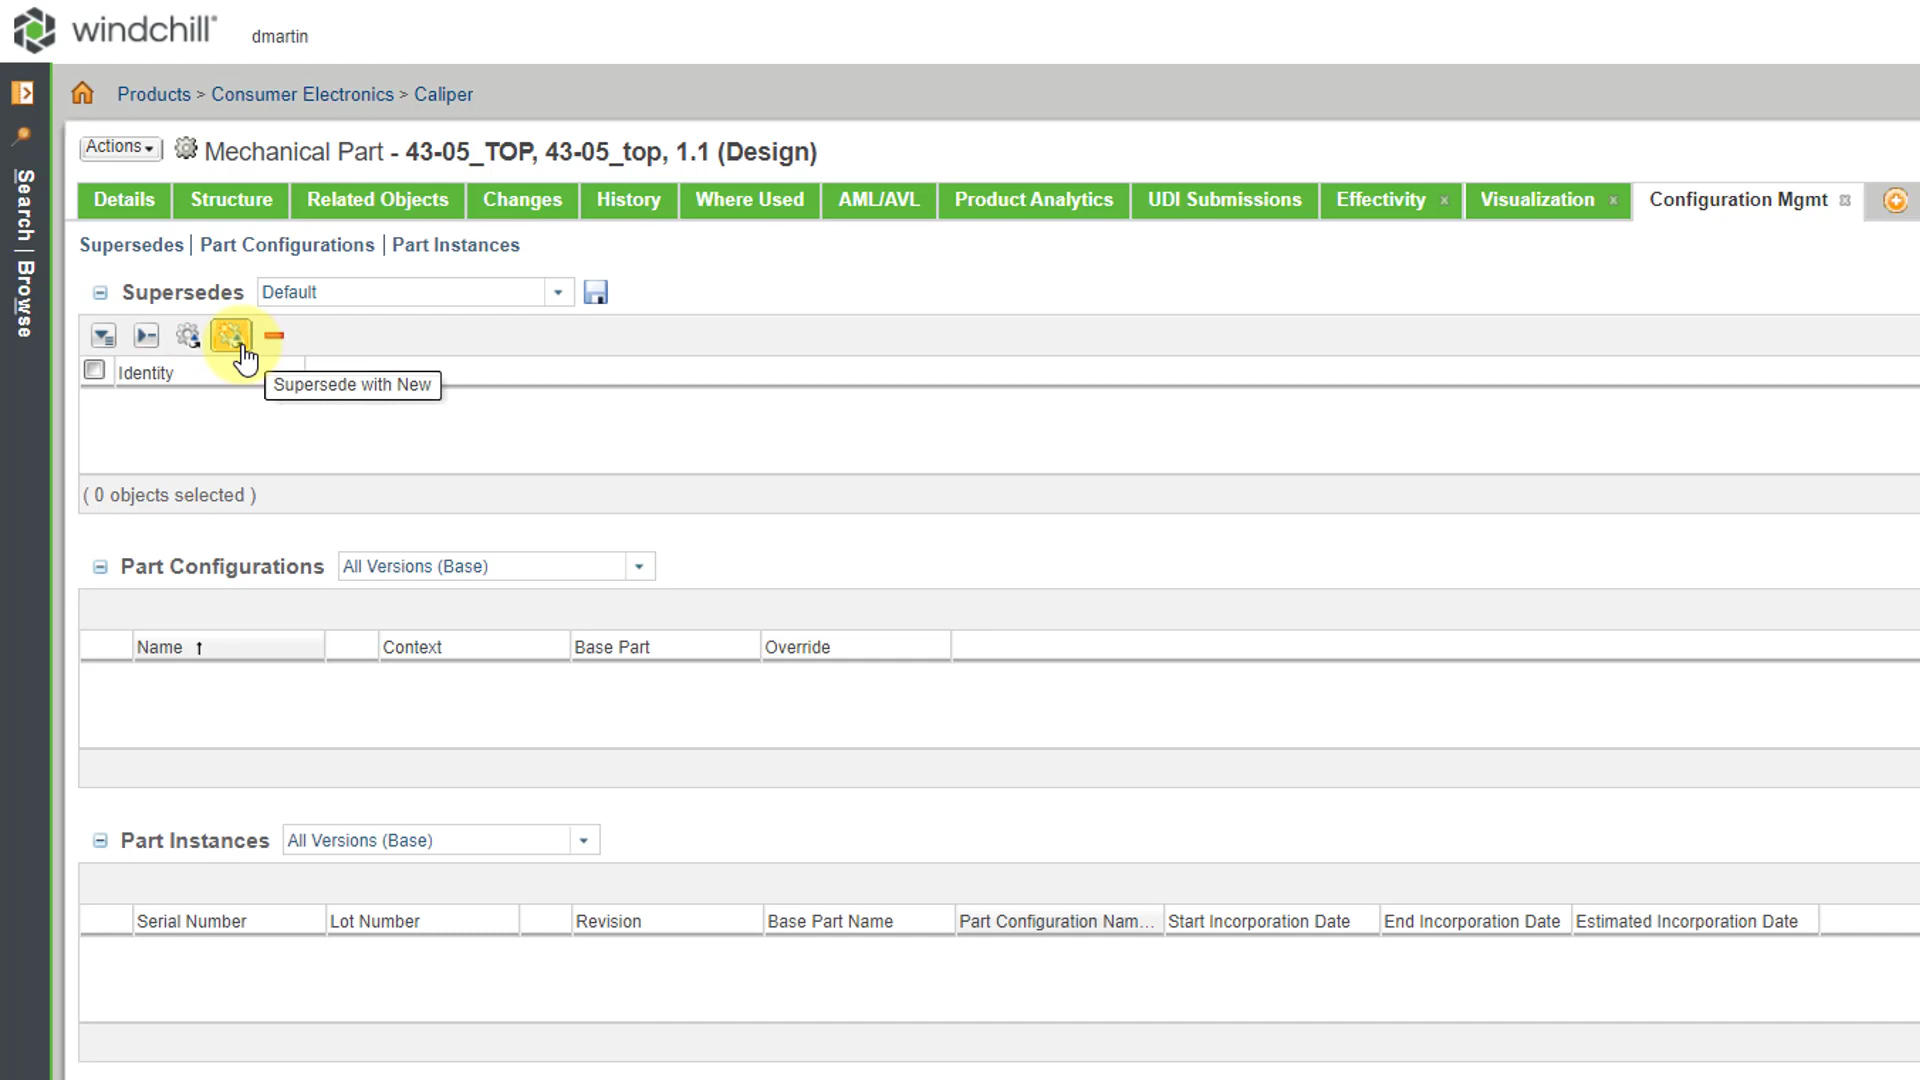 windchill®
dmartin
Products > Consumer Electronics > Caliper
Actions
Mechanical Part - 43-05_TOP, 43-05_top, 1.1 (Design)
Details
Structure
Related Objects
Changes
History
Where Used
AML/AVL
Product Analytics
UDI Submissions
Effectivity
Visualization
Configuration Mgmt
Search | Browse
Supersedes | Part Configurations | Part Instances
Supersedes
Default
Identity
Supersede with New
( 0 objects selected )
Part Configurations
All Versions (Base)
Name ↑
Context
Base Part
Override
Part Instances
All Versions (Base)
Serial Number
Lot Number
Revision
Base Part Name
Part Configuration Nam...
Start Incorporation Date
End Incorporation Date
Estimated Incorporation Date